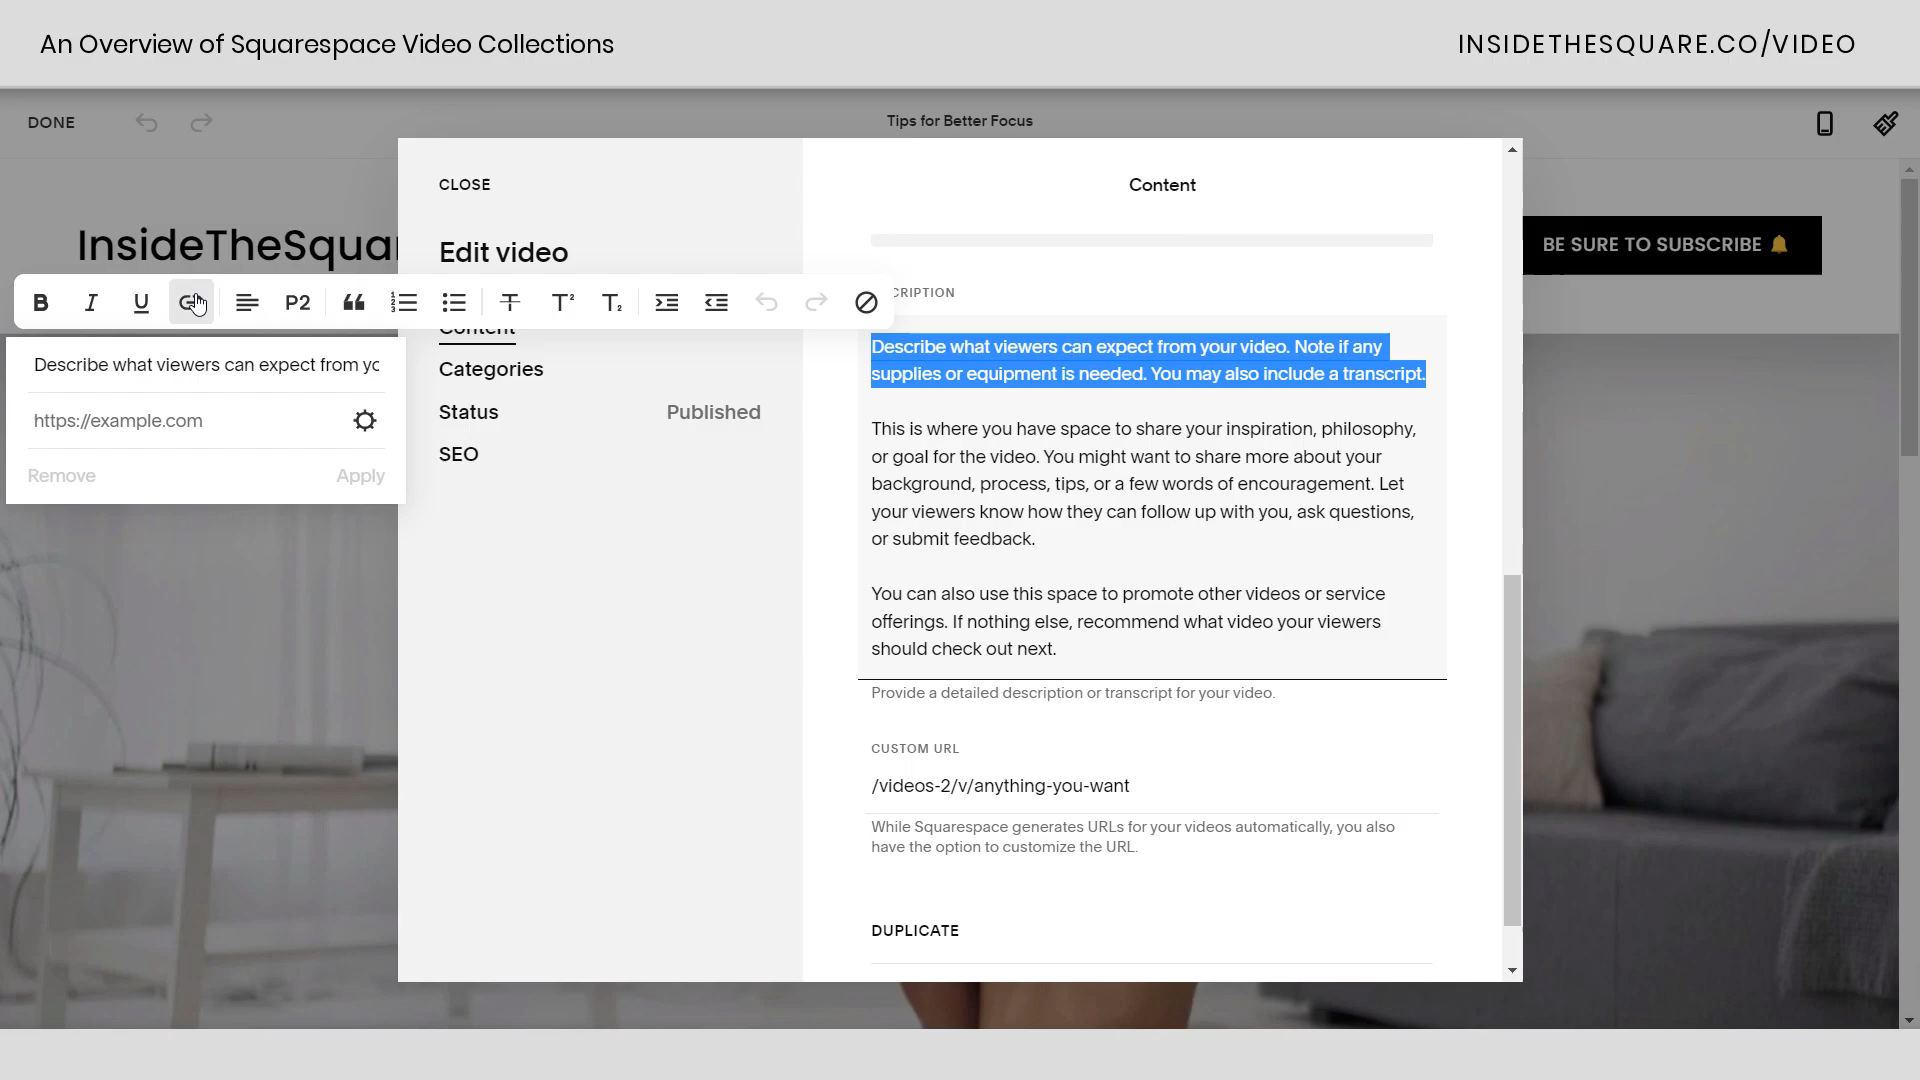 An Overview of Squarespace Video Collections
INSIDETHESQUARE.CO/VIDEO
DONE
Tips for Better Focus
CLOSE
Content
InsideTheSquar
Edit video
BE SURE TO SUBSCRIBE
B I U P2 T T
CRIPTION
Content
Describe what viewers can expect from yo
https://example.com
Remove
Apply
Categories
Status
Published
SEO
Describe what viewers can expect from your video. Note if any
supplies or equipment is needed. You may also include a transcript.
This is where you have space to share your inspiration, philosophy,
or goal for the video. You might want to share more about your
background, process, tips, or a few words of encouragement. Let
your viewers know how they can follow up with you, ask questions,
or submit feedback.
You can also use this space to promote other videos or service
offerings. If nothing else, recommend what video your viewers
should check out next.
Provide a detailed description or transcript for your video.
CUSTOM URL
/videos-2/v/anything-you-want
While Squarespace generates URLs for your videos automatically, you also
have the option to customize the URL.
DUPLICATE